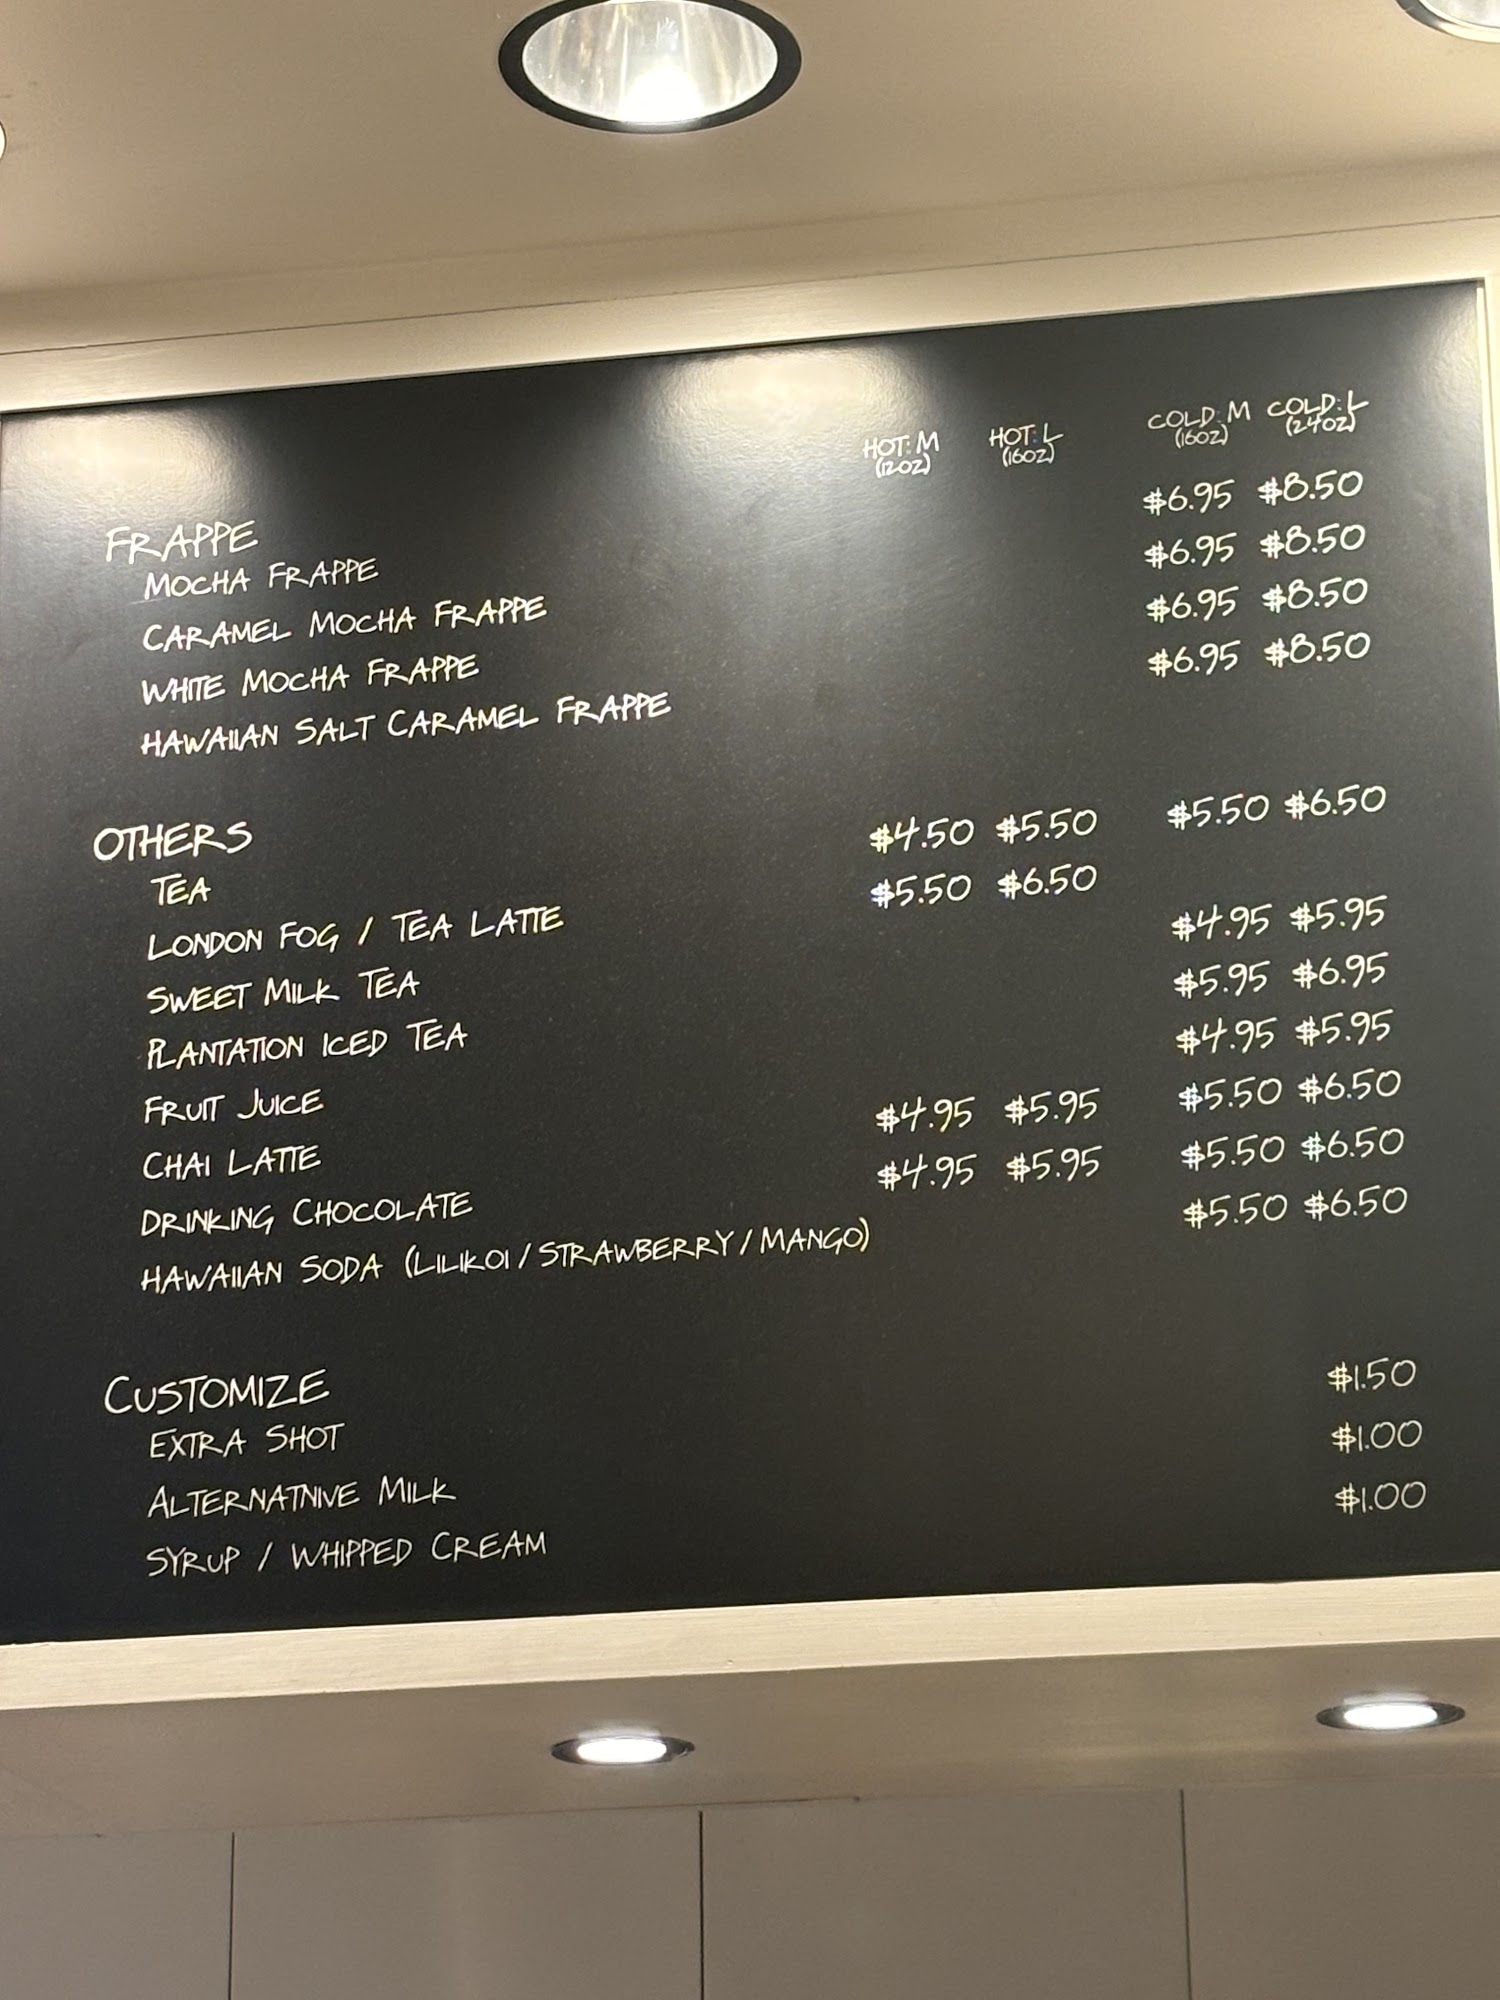 HOT: M HOT: L COLD: M COLD: L
(12OZ) (16OZ) (16OZ) (24OZ)
FRAPPE
MOCHA FRAPPE $6.95 $8.50
CARAMEL MOCHA FRAPPE $6.95 $8.50
WHITE MOCHA FRAPPE $6.95 $8.50
HAWAIIAN SALT CARAMEL FRAPPE $6.95 $8.50
OTHERS
TEA $4.50 $5.50 $5.50 $6.50
LONDON FOG / TEA LATTE $5.50 $6.50
SWEET MILK TEA $4.95 $5.95
PLANTATION ICED TEA $5.95 $6.95
FRUIT JUICE $4.95 $5.95
CHAI LATTE $4.95 $5.95 $5.50 $6.50
DRINKING CHOCOLATE $4.95 $5.95 $5.50 $6.50
HAWAIIAN SODA (LILIKOI/STRAWBERRY/MANGO) $5.50 $6.50
CUSTOMIZE
EXTRA SHOT $1.50
ALTERNATNIVE MILK $1.00
SYRUP / WHIPPED CREAM $1.00